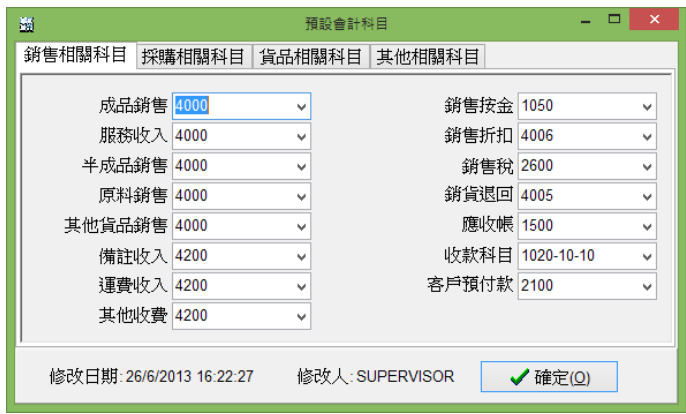 預設會計科目
銷售相關科目 採購相關科目 貨品相關科目 其他相關科目
成品銷售 4000 銷售按金 1050
服務收入 4000 銷售折扣 4006
半成品銷售 4000 銷售稅 2600
原料銷售 4000 銷貨退回 4005
其他貨品銷售 4000 應收帳 1500
備註收入 4200 收款科目 1020-10-10
運費收入 4200 客戶預付款 2100
其他收費 4200
修改日期: 26/6/2013 16:22:27 修改人: SUPERVISOR 確定(O)